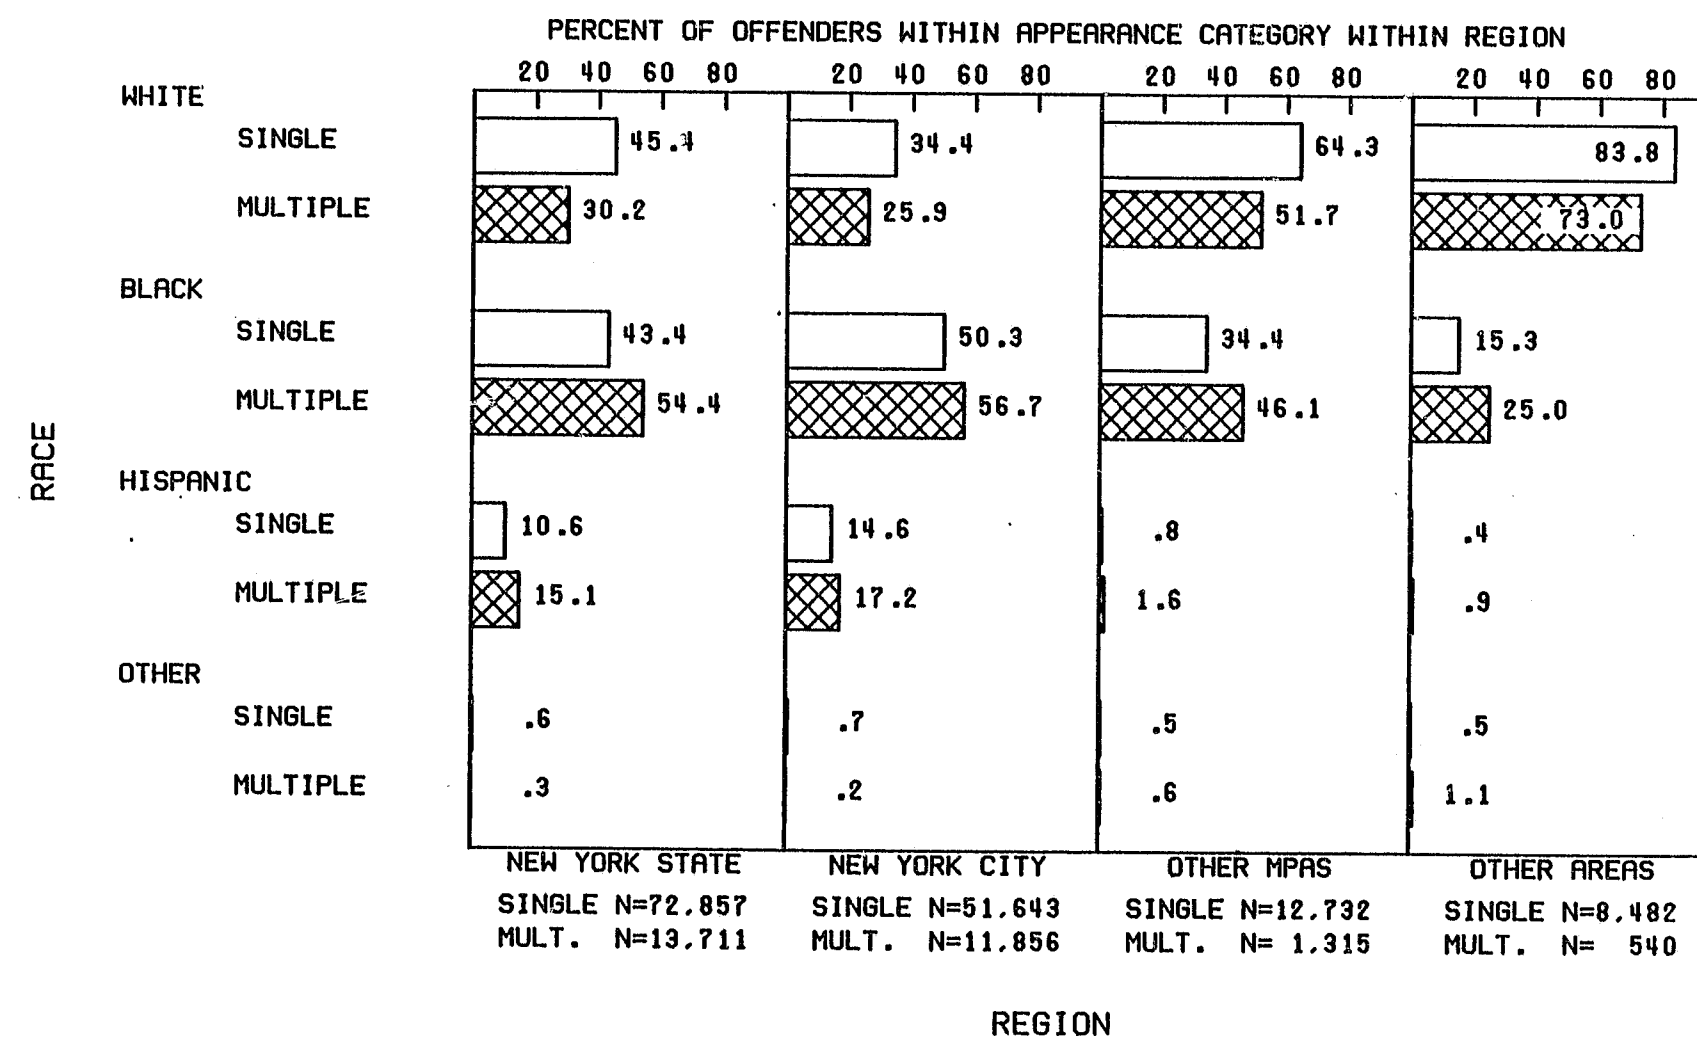 PERCENT OF OFFENDERS WITHIN APPEARANCE CATEGORY WITHIN REGION
20 40 60 80 20 40 60 80 20 40 60 80 20 40 60 80
WHITE
SINGLE 45.4 34.4 64.3 83.8
MULTIPLE 30.2 25.9 51.7 73.0
BLACK
SINGLE 43.4 50.3 34.4 15.3
MULTIPLE 54.4 56.7 46.1 25.0
RACE
HISPANIC
SINGLE 10.6 14.6 .8 .4
MULTIPLE 15.1 17.2 1.6 .9
OTHER
SINGLE .6 .7 .5 .5
MULTIPLE .3 .2 .6 1.1
NEW YORK STATE NEW YORK CITY OTHER MPAS OTHER AREAS
SINGLE N=72,857 SINGLE N=51,643 SINGLE N=12,732 SINGLE N=8,482
MULT. N=13,711 MULT. N=11,856 MULT. N= 1,315 MULT. N= 540
REGION